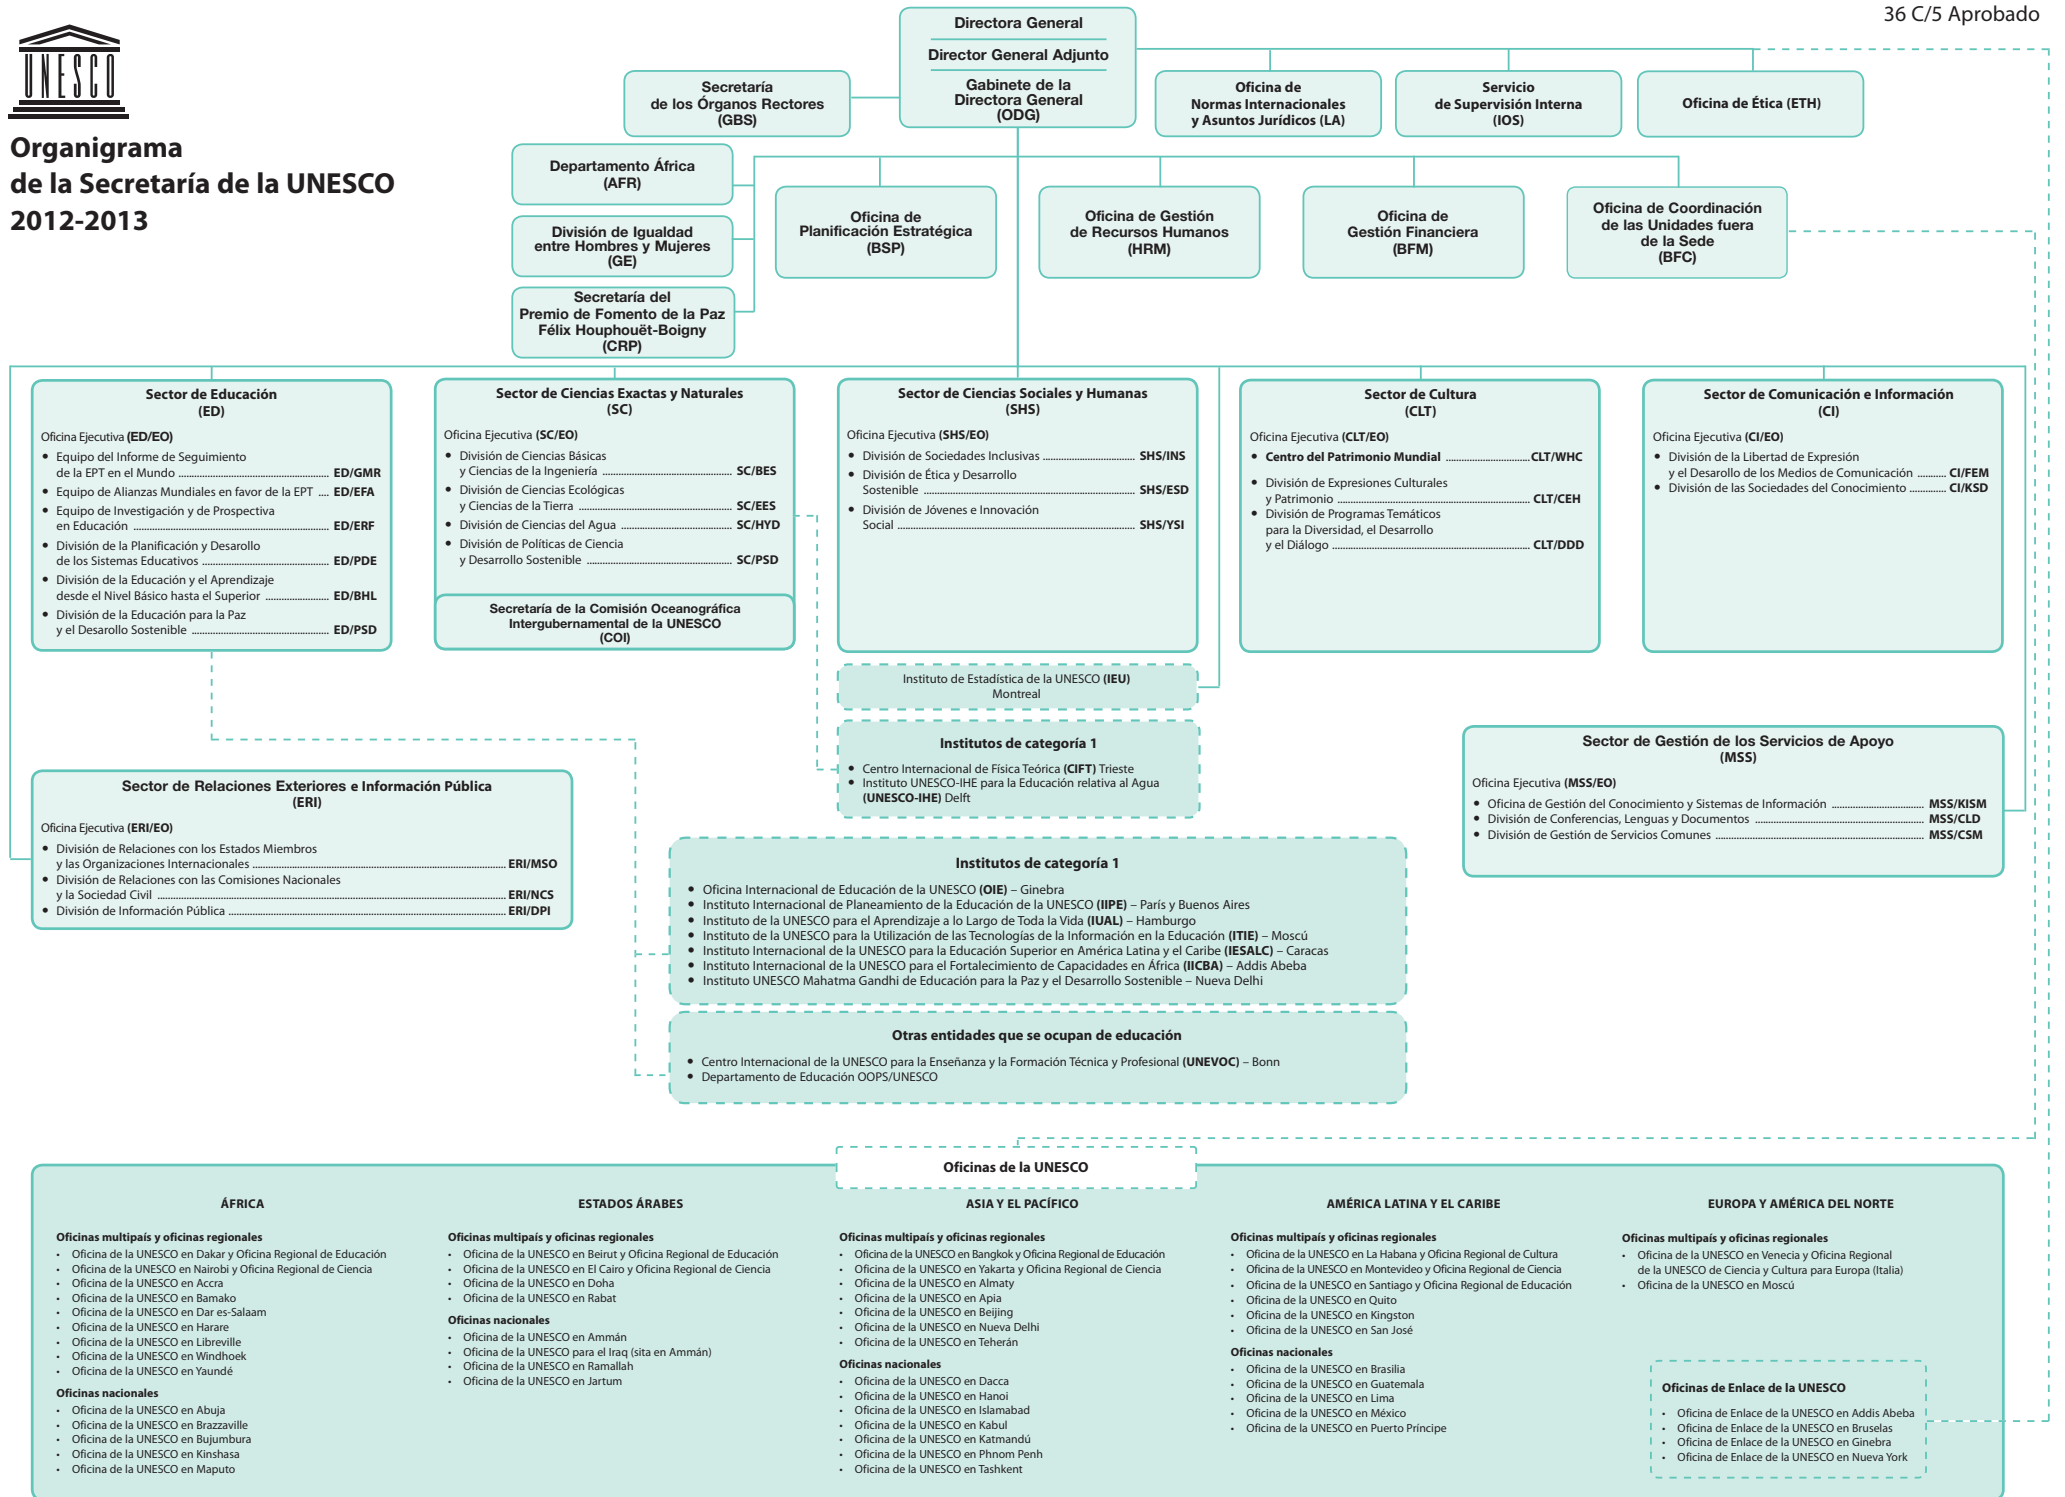 36 C/5 Aprobado
UNESCO
Organigrama
de la Secretaría de la UNESCO
2012-2013
Directora General
Director General Adjunto
Gabinete de la
Directora General
(ODG)
Secretaría
de los Órganos Rectores
(GBS)
Oficina de
Normas Internacionales
y Asuntos Jurídicos (LA)
Servicio
de Supervisión Interna
(IOS)
Oficina de Ética (ETH)
Departamento África
(AFR)
División de Igualdad
entre Hombres y Mujeres
(GE)
Secretaría del
Premio de Fomento de la Paz
Félix Houphouët-Boigny
(CRP)
Oficina de
Planificación Estratégica
(BSP)
Oficina de Gestión
de Recursos Humanos
(HRM)
Oficina de
Gestión Financiera
(BFM)
Oficina de Coordinación
de las Unidades fuera
de la Sede
(BFC)
Sector de Educación
(ED)
Oficina Ejecutiva (ED/EO)
• Equipo del Informe de Seguimiento
de la EPT en el Mundo ........ ED/GMR
• Equipo de Alianzas Mundiales en favor de la EPT .... ED/EFA
• Equipo de Investigación y de Prospectiva
en Educación ........ ED/ERF
• División de la Planificación y Desarollo
de los Sistemas Educativos ........ ED/PDE
• División de la Educación y el Aprendizaje
desde el Nivel Básico hasta el Superior ........ ED/BHL
• División de la Educación para la Paz
y el Desarollo Sostenible ........ ED/PSD
Sector de Ciencias Exactas y Naturales
(SC)
Oficina Ejecutiva (SC/EO)
• División de Ciencias Básicas
y Ciencias de la Ingeniería ........ SC/BES
• División de Ciencias Ecológicas
y Ciencias de la Tierra ........ SC/EES
• División de Ciencias del Agua ........ SC/HYD
• División de Políticas de Ciencia
y Desarrollo Sostenible ........ SC/PSD
Secretaría de la Comisión Oceanográfica
Intergubernamental de la UNESCO
(COI)
Sector de Ciencias Sociales y Humanas
(SHS)
Oficina Ejecutiva (SHS/EO)
• División de Sociedades Inclusivas ........ SHS/INS
• División de Ética y Desarrollo
Sostenible ........ SHS/ESD
• División de Jóvenes e Innovación
Social ........ SHS/YSI
Sector de Cultura
(CLT)
Oficina Ejecutiva (CLT/EO)
• Centro del Patrimonio Mundial ........ CLT/WHC
• División de Expresiones Culturales
y Patrimonio ........ CLT/CEH
• División de Programas Temáticos
para la Diversidad, el Desarrollo
y el Diálogo ........ CLT/DDD
Sector de Comunicación e Información
(CI)
Oficina Ejecutiva (CI/EO)
• División de la Libertad de Expresión
y el Desarollo de los Medios de Comunicación ........ CI/FEM
• División de las Sociedades del Conocimiento ........ CI/KSD
Instituto de Estadística de la UNESCO (IEU)
Montreal
Institutos de categoría 1
• Centro Internacional de Física Teórica (CIFT) Trieste
• Instituto UNESCO-IHE para la Educación relativa al Agua
(UNESCO-IHE) Delft
Sector de Gestión de los Servicios de Apoyo
(MSS)
Oficina Ejecutiva (MSS/EO)
• Oficina de Gestión del Conocimiento y Sistemas de Información ........ MSS/KISM
• División de Conferencias, Lenguas y Documentos ........ MSS/CLD
• División de Gestión de Servicios Comunes ........ MSS/CSM
Sector de Relaciones Exteriores e Información Pública
(ERI)
Oficina Ejecutiva (ERI/EO)
• División de Relaciones con los Estados Miembros
y las Organizaciones Internacionales ........ ERI/MSO
• División de Relaciones con las Comisiones Nacionales
y la Sociedad Civil ........ ERI/NCS
• División de Información Pública ........ ERI/DPI
Institutos de categoría 1
• Oficina Internacional de Educación de la UNESCO (OIE) – Ginebra
• Instituto Internacional de Planeamiento de la Educación de la UNESCO (IIPE) – París y Buenos Aires
• Instituto de la UNESCO para el Aprendizaje a lo Largo de Toda la Vida (IUAL) – Hamburgo
• Instituto de la UNESCO para la Utilización de las Tecnologías de la Información en la Educación (ITIE) – Moscú
• Instituto Internacional de la UNESCO para la Educación Superior en América Latina y el Caribe (IESALC) – Caracas
• Instituto Internacional de la UNESCO para el Fortalecimiento de Capacidades en África (IICBA) – Addis Abeba
• Instituto UNESCO Mahatma Gandhi de Educación para la Paz y el Desarrollo Sostenible – Nueva Delhi
Otras entidades que se ocupan de educación
• Centro Internacional de la UNESCO para la Enseñanza y la Formación Técnica y Profesional (UNEVOC) – Bonn
• Departamento de Educación OOPS/UNESCO
Oficinas de la UNESCO
ÁFRICA
Oficinas multipaís y oficinas regionales
• Oficina de la UNESCO en Dakar y Oficina Regional de Educación
• Oficina de la UNESCO en Nairobi y Oficina Regional de Ciencia
• Oficina de la UNESCO en Accra
• Oficina de la UNESCO en Bamako
• Oficina de la UNESCO en Dar es-Salaam
• Oficina de la UNESCO en Harare
• Oficina de la UNESCO en Libreville
• Oficina de la UNESCO en Windhoek
• Oficina de la UNESCO en Yaundé
Oficinas nacionales
• Oficina de la UNESCO en Abuja
• Oficina de la UNESCO en Brazzaville
• Oficina de la UNESCO en Bujumbura
• Oficina de la UNESCO en Kinshasa
• Oficina de la UNESCO en Maputo
ESTADOS ÁRABES
Oficinas multipaís y oficinas regionales
• Oficina de la UNESCO en Beirut y Oficina Regional de Educación
• Oficina de la UNESCO en El Cairo y Oficina Regional de Ciencia
• Oficina de la UNESCO en Doha
• Oficina de la UNESCO en Rabat
Oficinas nacionales
• Oficina de la UNESCO en Ammán
• Oficina de la UNESCO para el Iraq (sita en Ammán)
• Oficina de la UNESCO en Ramallah
• Oficina de la UNESCO en Jartum
ASIA Y EL PACÍFICO
Oficinas multipaís y oficinas regionales
• Oficina de la UNESCO en Bangkok y Oficina Regional de Educación
• Oficina de la UNESCO en Yakarta y Oficina Regional de Ciencia
• Oficina de la UNESCO en Almaty
• Oficina de la UNESCO en Apia
• Oficina de la UNESCO en Beijing
• Oficina de la UNESCO en Nueva Delhi
• Oficina de la UNESCO en Teherán
Oficinas nacionales
• Oficina de la UNESCO en Dacca
• Oficina de la UNESCO en Hanoi
• Oficina de la UNESCO en Islamabad
• Oficina de la UNESCO en Kabul
• Oficina de la UNESCO en Katmandú
• Oficina de la UNESCO en Phnom Penh
• Oficina de la UNESCO en Tashkent
AMÉRICA LATINA Y EL CARIBE
Oficinas multipaís y oficinas regionales
• Oficina de la UNESCO en La Habana y Oficina Regional de Cultura
• Oficina de la UNESCO en Montevideo y Oficina Regional de Ciencia
• Oficina de la UNESCO en Santiago y Oficina Regional de Educación
• Oficina de la UNESCO en Quito
• Oficina de la UNESCO en Kingston
• Oficina de la UNESCO en San José
Oficinas nacionales
• Oficina de la UNESCO en Brasilia
• Oficina de la UNESCO en Guatemala
• Oficina de la UNESCO en Lima
• Oficina de la UNESCO en México
• Oficina de la UNESCO en Puerto Príncipe
EUROPA Y AMÉRICA DEL NORTE
Oficinas multipaís y oficinas regionales
• Oficina de la UNESCO en Venecia y Oficina Regional
de la UNESCO de Ciencia y Cultura para Europa (Italia)
• Oficina de la UNESCO en Moscú
Oficinas de Enlace de la UNESCO
• Oficina de Enlace de la UNESCO en Addis Abeba
• Oficina de Enlace de la UNESCO en Bruselas
• Oficina de Enlace de la UNESCO en Ginebra
• Oficina de Enlace de la UNESCO en Nueva York